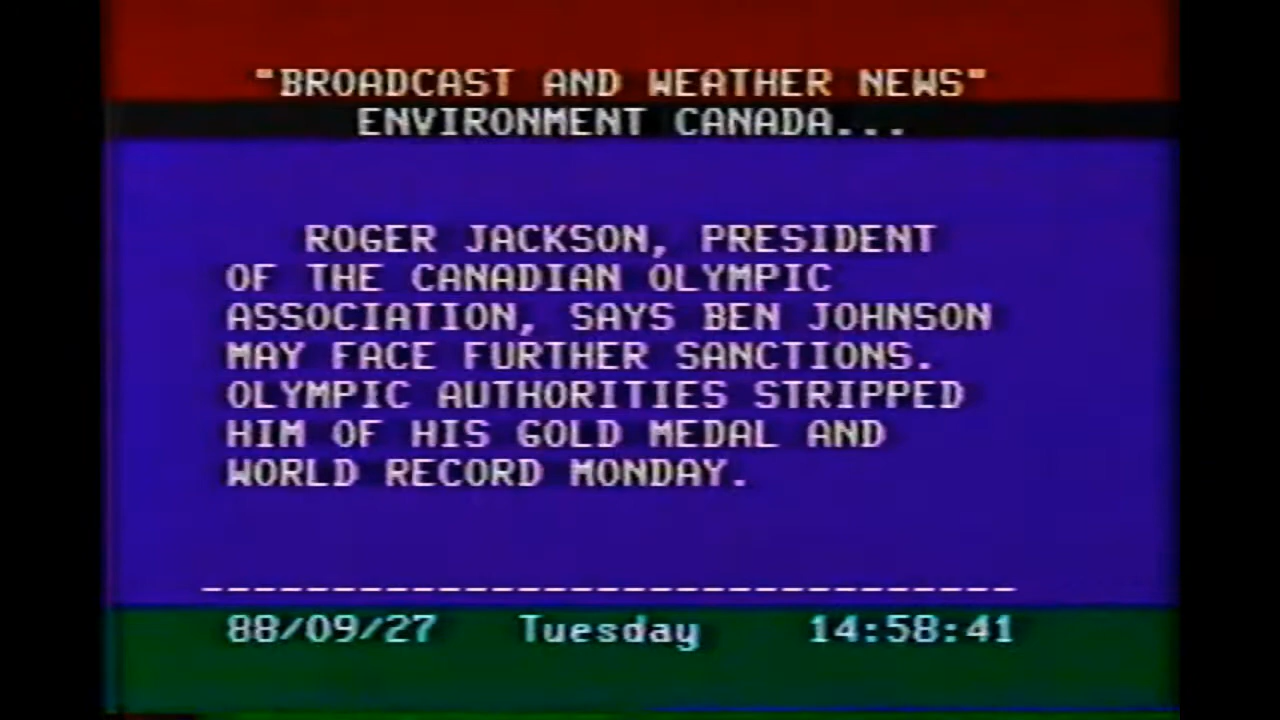 "BROADCAST AND WEATHER NEWS"
ENVIRONMENT CANADA...
ROGER JACKSON, PRESIDENT
OF THE CANADIAN OLYMPIC
ASSOCIATION, SAYS BEN JOHNSON
MAY FACE FURTHER SANCTIONS.
OLYMPIC AUTHORITIES STRIPPED
HIM OF HIS GOLD MEDAL AND
WORLD RECORD MONDAY.
-------------------------------
88/09/27 Tuesday 14:58:41